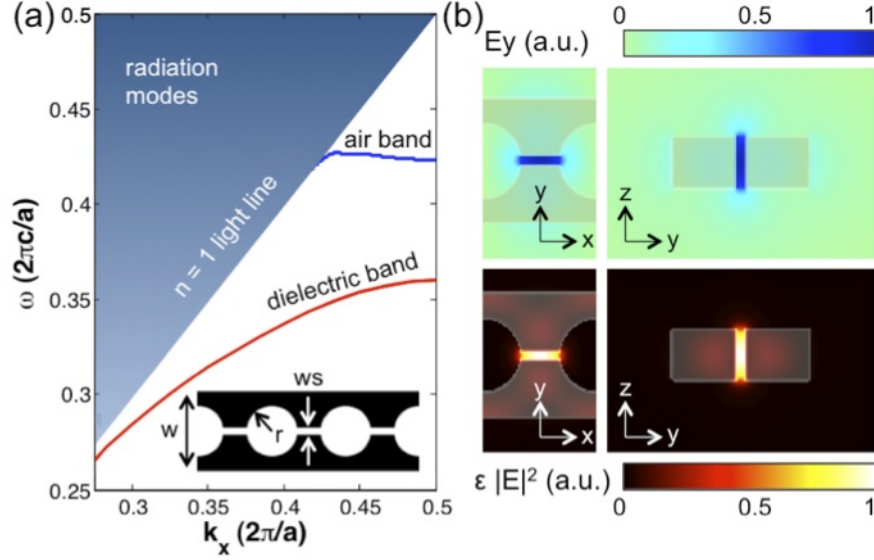 (a)
0.5
0.45
0.4
0.35
0.3
0.25
ω (2πc/a)
radiation
modes
n = 1 light line
air band
dielectric band
w
r
ws
0.3
0.35
0.4
0.45
0.5
k_x (2π/a)
(b)
0
0.5
1
Ey (a.u.)
y
x
z
y
y
x
z
y
ε |E|² (a.u.)
0
0.5
1